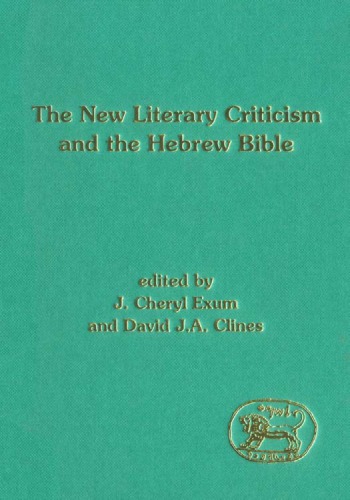 The New Literary Criticism
and the Hebrew Bible
edited by
J. Cheryl Exum
and David J.A. Clines